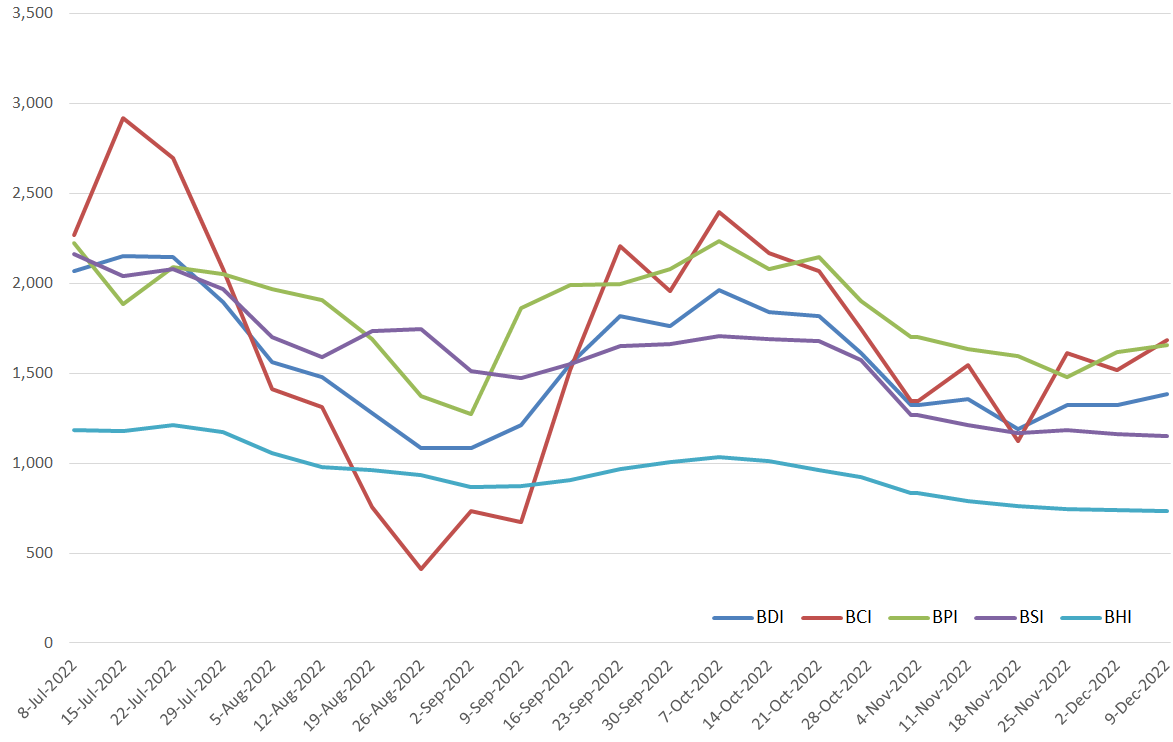 3,500
3,000
2,500
2,000
1,500
1,000
500
0
BDI BCI BPI BSI BHI
8-Jul-2022
15-Jul-2022
22-Jul-2022
29-Jul-2022
5-Aug-2022
12-Aug-2022
19-Aug-2022
26-Aug-2022
2-Sep-2022
9-Sep-2022
16-Sep-2022
23-Sep-2022
30-Sep-2022
7-Oct-2022
14-Oct-2022
21-Oct-2022
28-Oct-2022
4-Nov-2022
11-Nov-2022
18-Nov-2022
25-Nov-2022
2-Dec-2022
9-Dec-2022